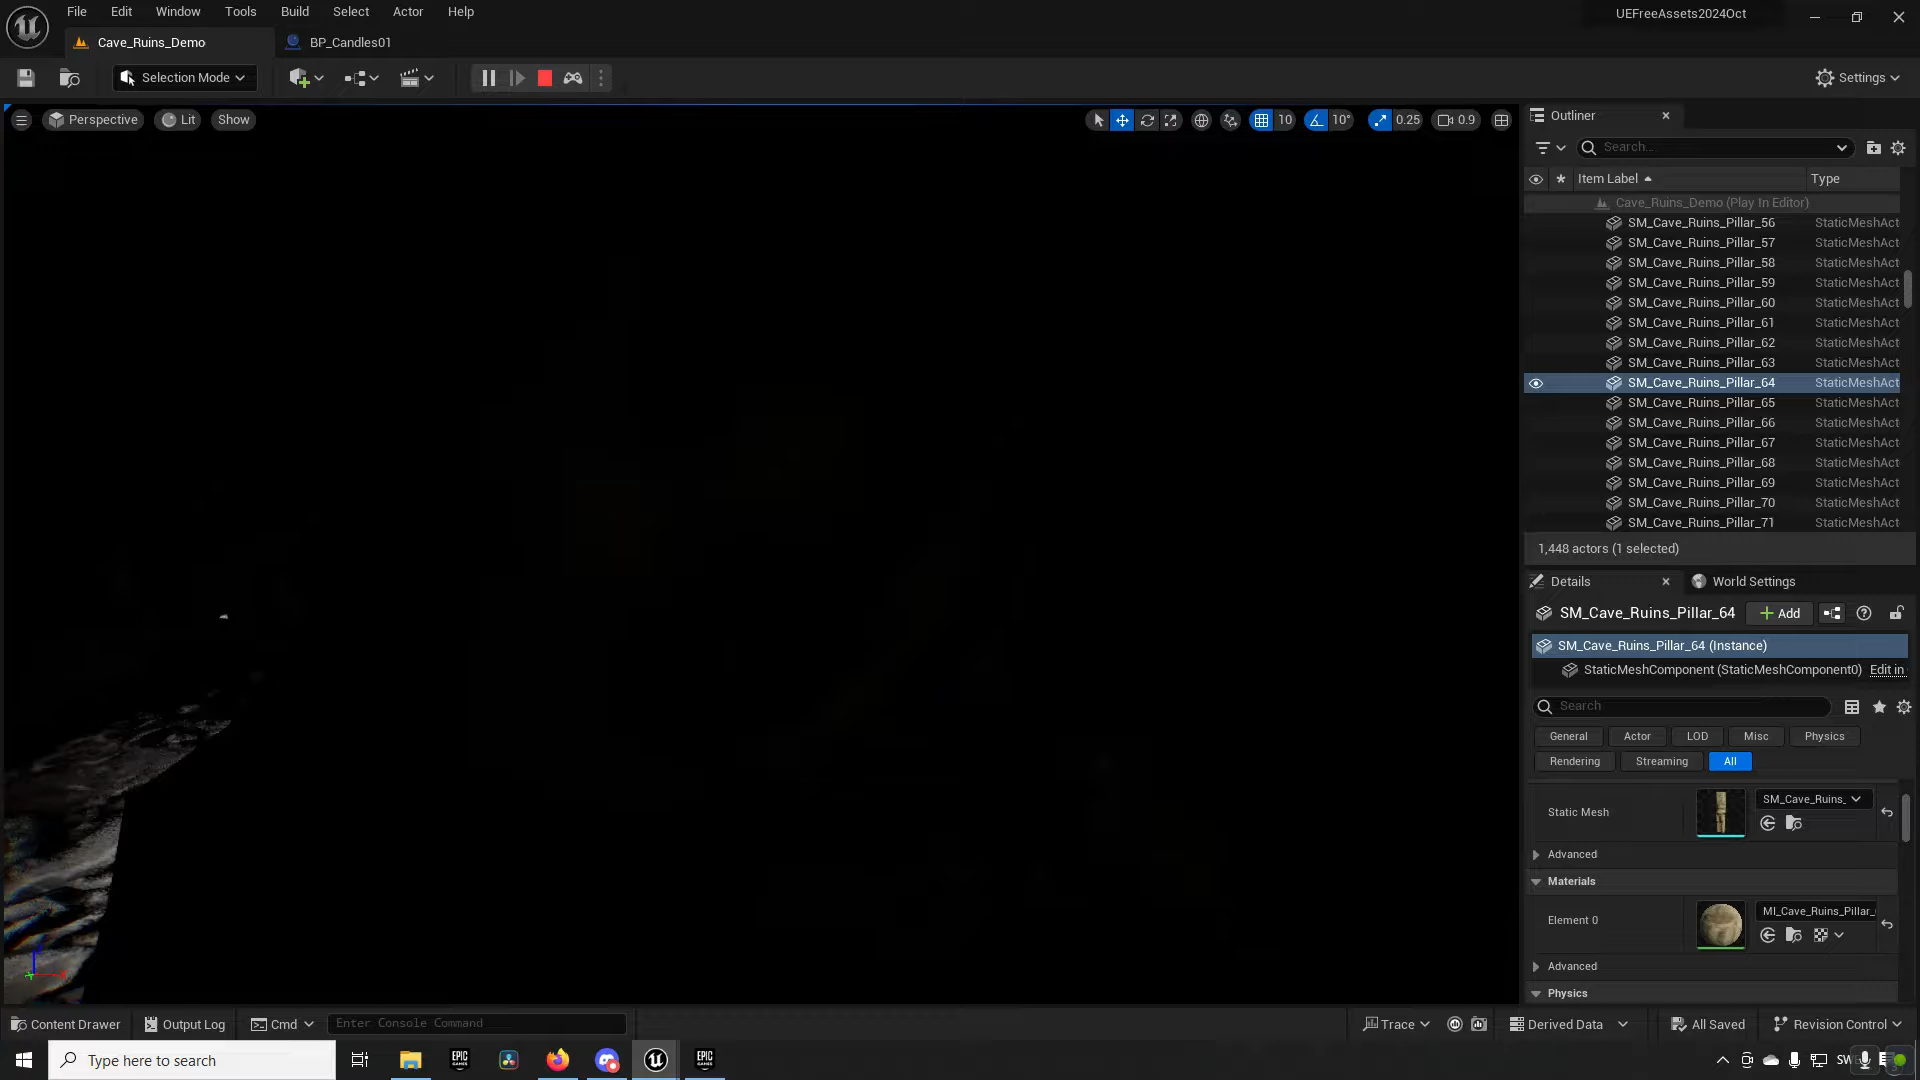 File Edit Window Tools Build Select Actor Help
UEFreeAssets2024Oct
Cave_Ruins_Demo
BP_Candles01
Selection Mode
Settings
Perspective Lit Show
10 10° 0.25 0.9
Outliner
Search...
Item Label Type
Cave_Ruins_Demo (Play In Editor)
SM_Cave_Ruins_Pillar_56 StaticMeshAct
SM_Cave_Ruins_Pillar_57 StaticMeshAct
SM_Cave_Ruins_Pillar_58 StaticMeshAct
SM_Cave_Ruins_Pillar_59 StaticMeshAct
SM_Cave_Ruins_Pillar_60 StaticMeshAct
SM_Cave_Ruins_Pillar_61 StaticMeshAct
SM_Cave_Ruins_Pillar_62 StaticMeshAct
SM_Cave_Ruins_Pillar_63 StaticMeshAct
SM_Cave_Ruins_Pillar_64 StaticMeshAct
SM_Cave_Ruins_Pillar_65 StaticMeshAct
SM_Cave_Ruins_Pillar_66 StaticMeshAct
SM_Cave_Ruins_Pillar_67 StaticMeshAct
SM_Cave_Ruins_Pillar_68 StaticMeshAct
SM_Cave_Ruins_Pillar_69 StaticMeshAct
SM_Cave_Ruins_Pillar_70 StaticMeshAct
SM_Cave_Ruins_Pillar_71 StaticMeshAct
1,448 actors (1 selected)
Details
World Settings
SM_Cave_Ruins_Pillar_64
Add
SM_Cave_Ruins_Pillar_64 (Instance)
StaticMeshComponent (StaticMeshComponent0) Edit in
Search
General Actor LOD Misc Physics
Rendering Streaming All
Static Mesh
SM_Cave_Ruins_
Advanced
Materials
Element 0
MI_Cave_Ruins_Pillar_
Advanced
Physics
Content Drawer
Output Log
Cmd
Enter Console Command
Trace
Derived Data
All Saved
Revision Control
Type here to search
EPIC GAMES
EPIC GAMES